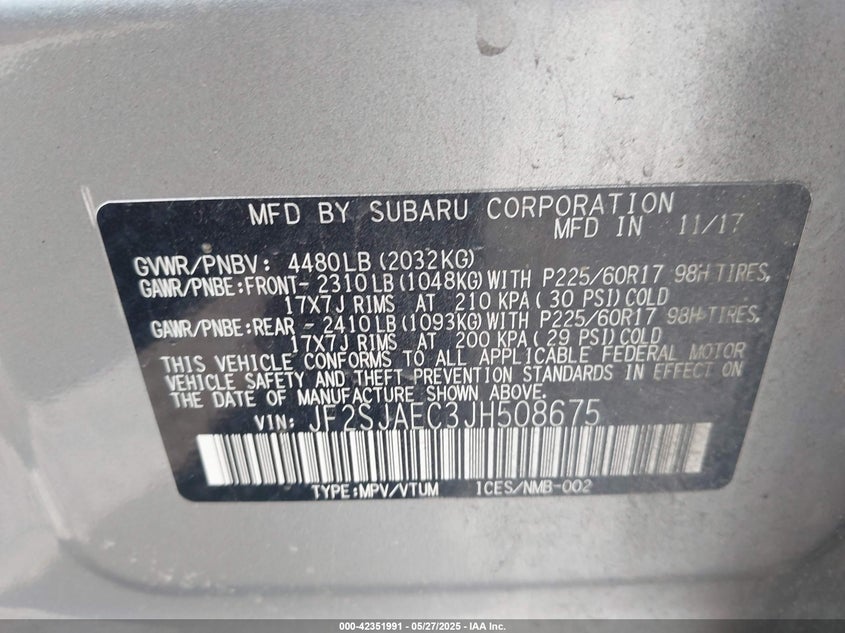 MFD BY SUBARU CORPORATION
MFD IN 11/17
GVWR/PNBV: 4480LB (2032KG)
GAWR/PNBE:FRONT- 2310LB (1048KG) WITH P225/60R17 98H TIRES,
17X7J RIMS AT 210 KPA ( 30 PSI) COLD
GAWR/PNBE:REAR - 2410LB (1093KG) WITH P225/60R17 98H TIRES,
17X7J RIMS AT 200 KPA ( 29 PSI) COLD
THIS VEHICLE CONFORMS TO ALL APPLICABLE FEDERAL MOTOR
VEHICLE SAFETY AND THEFT PREVENTION STANDARDS IN EFFECT ON
THE DATE OF MANUFACTURE SHOWN ABOVE.
VIN: JF2SJAEC3JH508675
TYPE:MPV/VTUM ICES/NMB-002
000-42351991 - 05/27/2025 - IAA Inc.